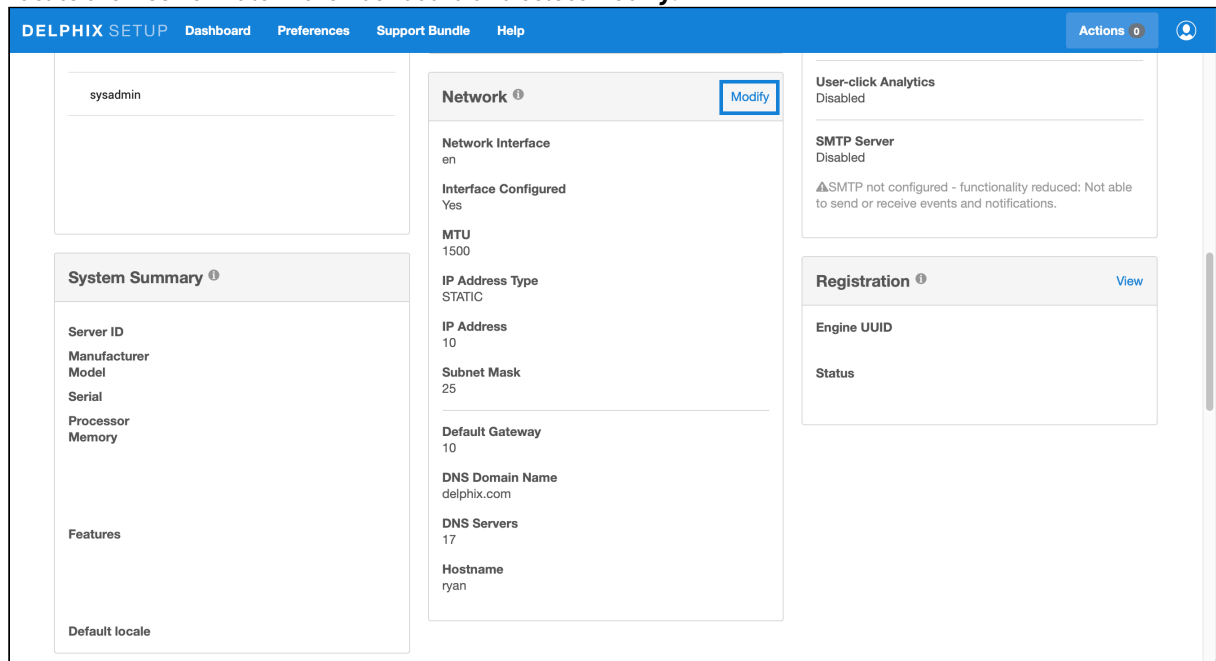 DELPHIX SETUP Dashboard Preferences Support Bundle Help Actions 0
sysadmin
Network
Modify
Network Interface
en
Interface Configured
Yes
MTU
1500
IP Address Type
STATIC
IP Address
10
Subnet Mask
25
Default Gateway
10
DNS Domain Name
delphix.com
DNS Servers
17
Hostname
ryan
User-click Analytics
Disabled
SMTP Server
Disabled
SMTP not configured - functionality reduced: Not able
to send or receive events and notifications.
System Summary
Server ID
Manufacturer
Model
Serial
Processor
Memory
Features
Default locale
Registration
View
Engine UUID
Status